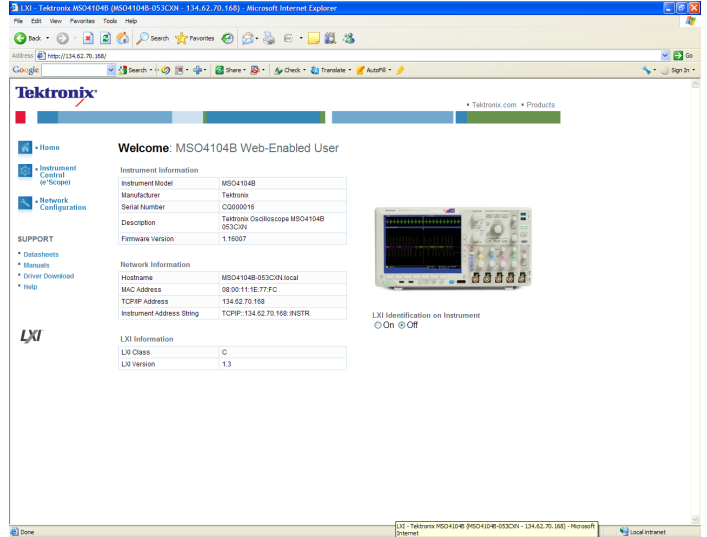 LXI - Tektronix MSO4104B (MSO4104B-053CXN - 134.62.70.168) - Microsoft Internet Explorer
File Edit View Favorites Tools Help
Back Search Favorites
Address http://134.62.70.168/ Go
Google Search Share Check Translate AutoFill Sign In
Tektronix
Tektronix.com Products
Home
Instrument
Control
(e*Scope)
Network
Configuration
SUPPORT
Datasheets
Manuals
Driver Download
Help
LXI
Welcome: MSO4104B Web-Enabled User
Instrument Information
Instrument Model MSO4104B
Manufacturer Tektronix
Serial Number CQ000016
Description Tektronix Oscilloscope MSO4104B
053CXN
Firmware Version 1.16007
Network Information
Hostname MSO4104B-053CXN.local
MAC Address 08:00:11:1E:77:FC
TCP/IP Address 134.62.70.168
Instrument Address String TCPIP::134.62.70.168::INSTR
LXI Information
LXI Class C
LXI Version 1.3
LXI Identification on Instrument
On Off
LXI - Tektronix MSO4104B (MSO4104B-053CXN - 134.62.70.168) - Microsoft
Internet
Done Local intranet